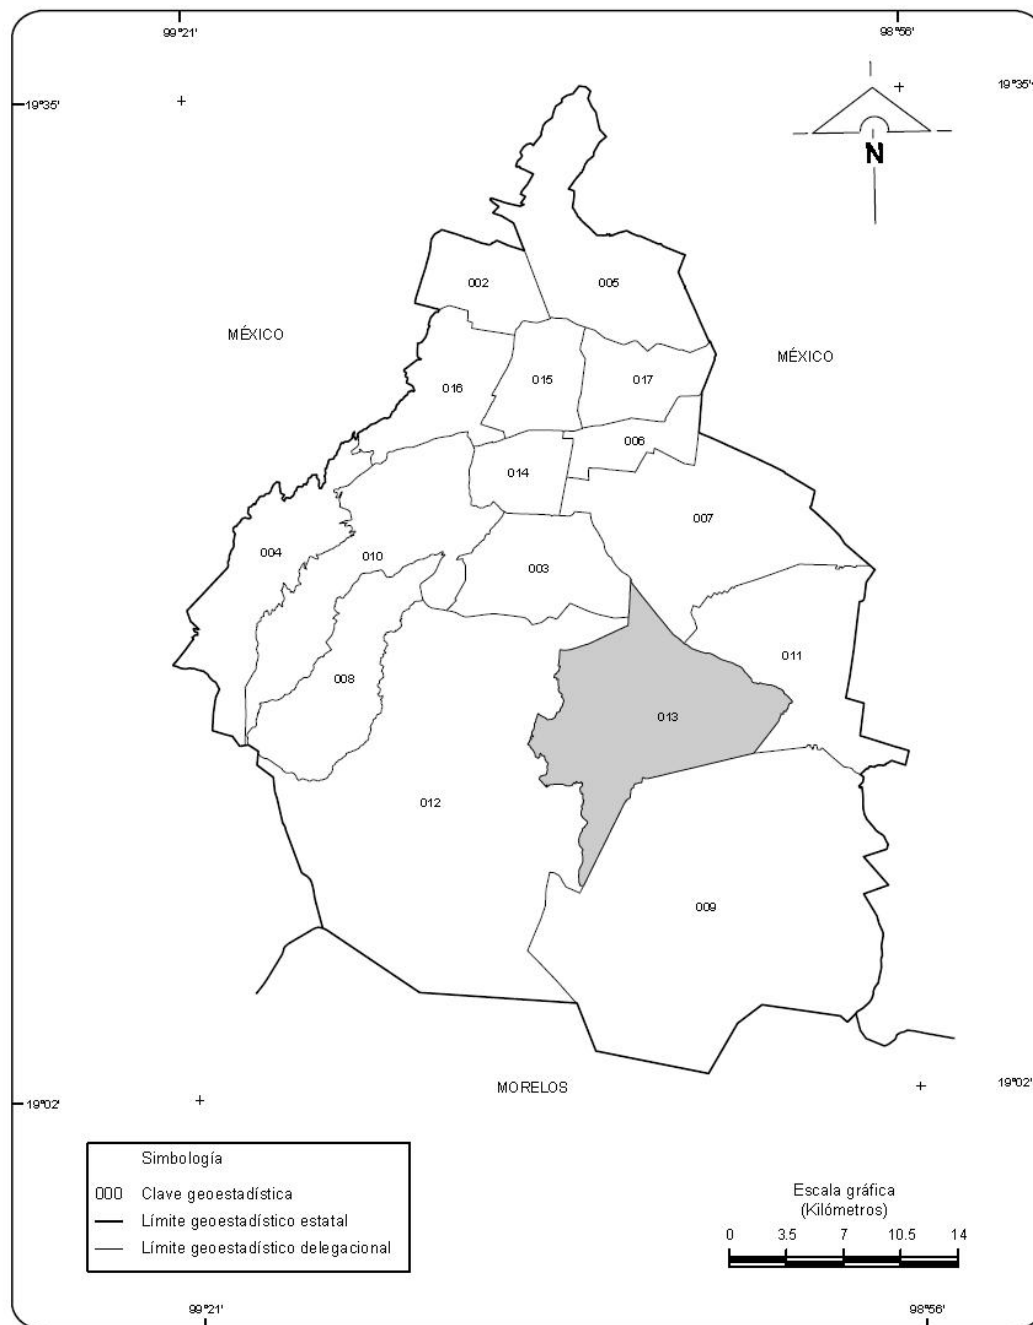 99°21'
98°56'
19°35'
19°35'
N
002
005
MÉXICO
MÉXICO
016
015
017
006
014
007
004
010
003
011
008
013
012
009
MORELOS
19°02'
19°02'
Simbología
000 Clave geoestadística
Límite geoestadístico estatal
Límite geoestadístico delegacional
Escala gráfica
(Kilómetros)
0 3.5 7 10.5 14
99°21'
98°56'